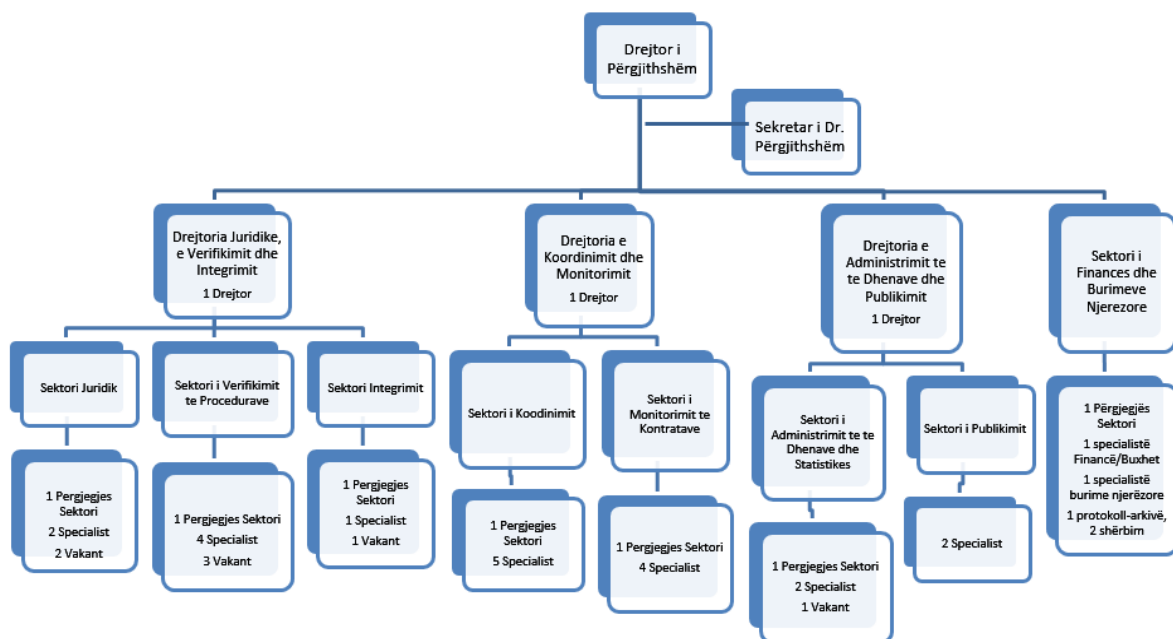 Drejtor i
Përgjithshëm
Sekretar i Dr.
Përgjithshëm
Drejtoria Juridike,
e Verifikimit dhe
Integrimit
1 Drejtor
Drejtoria e
Koordinimit dhe
Monitorimit
1 Drejtor
Drejtoria e
Administrimit te
te Dhenave dhe
Publikimit
1 Drejtor
Sektori i
Finances dhe
Burimeve
Njerezore
Sektori Juridik
Sektori i Verifikimit
te Procedurave
Sektori Integrimit
Sektori i Koodinimit
Sektori i
Monitorimit te
Kontratave
Sektori i
Administrimit te te
Dhenave dhe
Statistikes
Sektori i Publikimit
1 Përgjegjës
Sektori
1 specialistë
Financë/Buxhet
1 specialistë
burime njerëzore
1 protokoll-arkivë,
2 shërbim
1 Pergjegjes
Sektori
2 Specialist
2 Vakant
1 Pergjegjes Sektori
4 Specialist
3 Vakant
1 Pergjegjes
Sektori
1 Specialist
1 Vakant
1 Pergjegjes
Sektori
5 Specialist
1 Pergjegjes Sektori
4 Specialist
1 Pergjegjes Sektori
2 Specialist
1 Vakant
2 Specialist